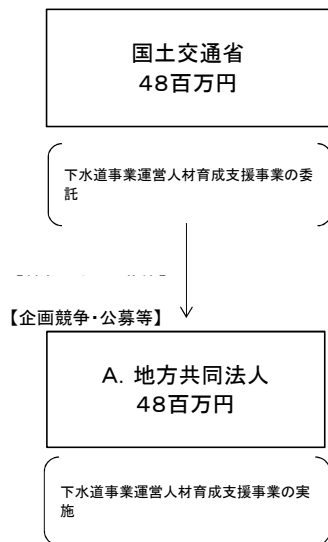 国土交通省
48百万円
下水道事業運営人材育成支援事業の委
託
【企画競争・公募等】
A. 地方共同法人
48百万円
下水道事業運営人材育成支援事業の実
施